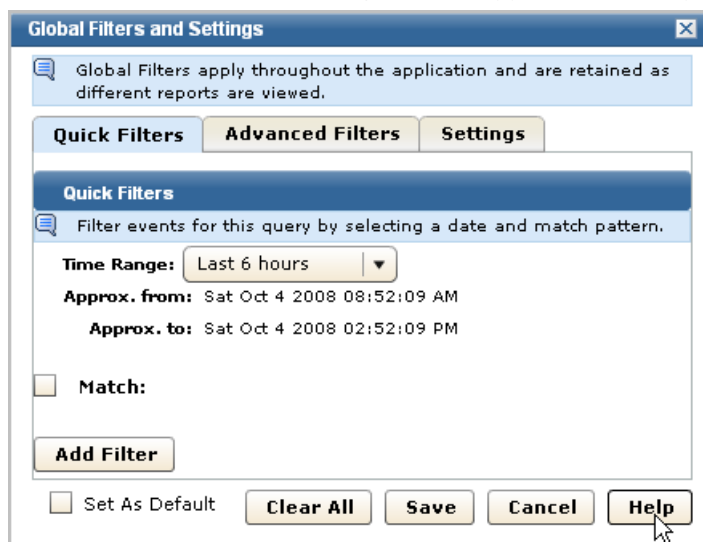 Global Filters and Settings
Global Filters apply throughout the application and are retained as
different reports are viewed.
Quick Filters
Advanced Filters
Settings
Quick Filters
Filter events for this query by selecting a date and match pattern.
Time Range: Last 6 hours
Approx. from: Sat Oct 4 2008 08:52:09 AM
Approx. to: Sat Oct 4 2008 02:52:09 PM
Match:
Add Filter
Set As Default
Clear All
Save
Cancel
Help